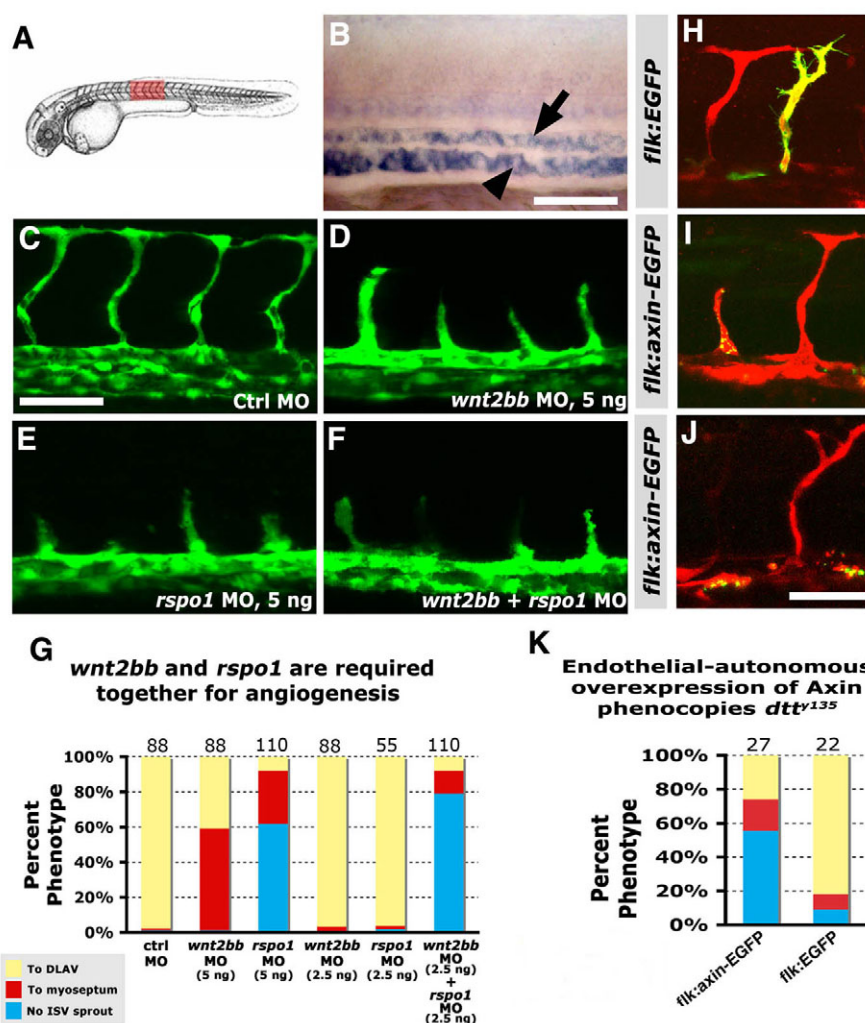 A
B
H
flk:EGFP
C
Ctrl MO
D
wnt2bb MO, 5 ng
I
flk:axin-EGFP
E
rspo1 MO, 5 ng
F
wnt2bb + rspo1 MO
J
flk:axin-EGFP
G
wnt2bb and rspo1 are required
together for angiogenesis
88 88 110 88 55 110
100%
80%
60%
40%
20%
0%
Percent
Phenotype
ctrl
MO
wnt2bb
MO
(5 ng)
rspo1
MO
(5 ng)
wnt2bb
MO
(2.5 ng)
rspo1
MO
(2.5 ng)
wnt2bb
MO
(2.5 ng)
+
rspo1
MO
(2.5 ng)
To DLAV
To myoseptum
No ISV sprout
K
Endothelial-autonomous
overexpression of Axin
phenocopies dtt^y135
27 22
100%
80%
60%
40%
20%
0%
Percent
Phenotype
flk:axin-EGFP
flk:EGFP